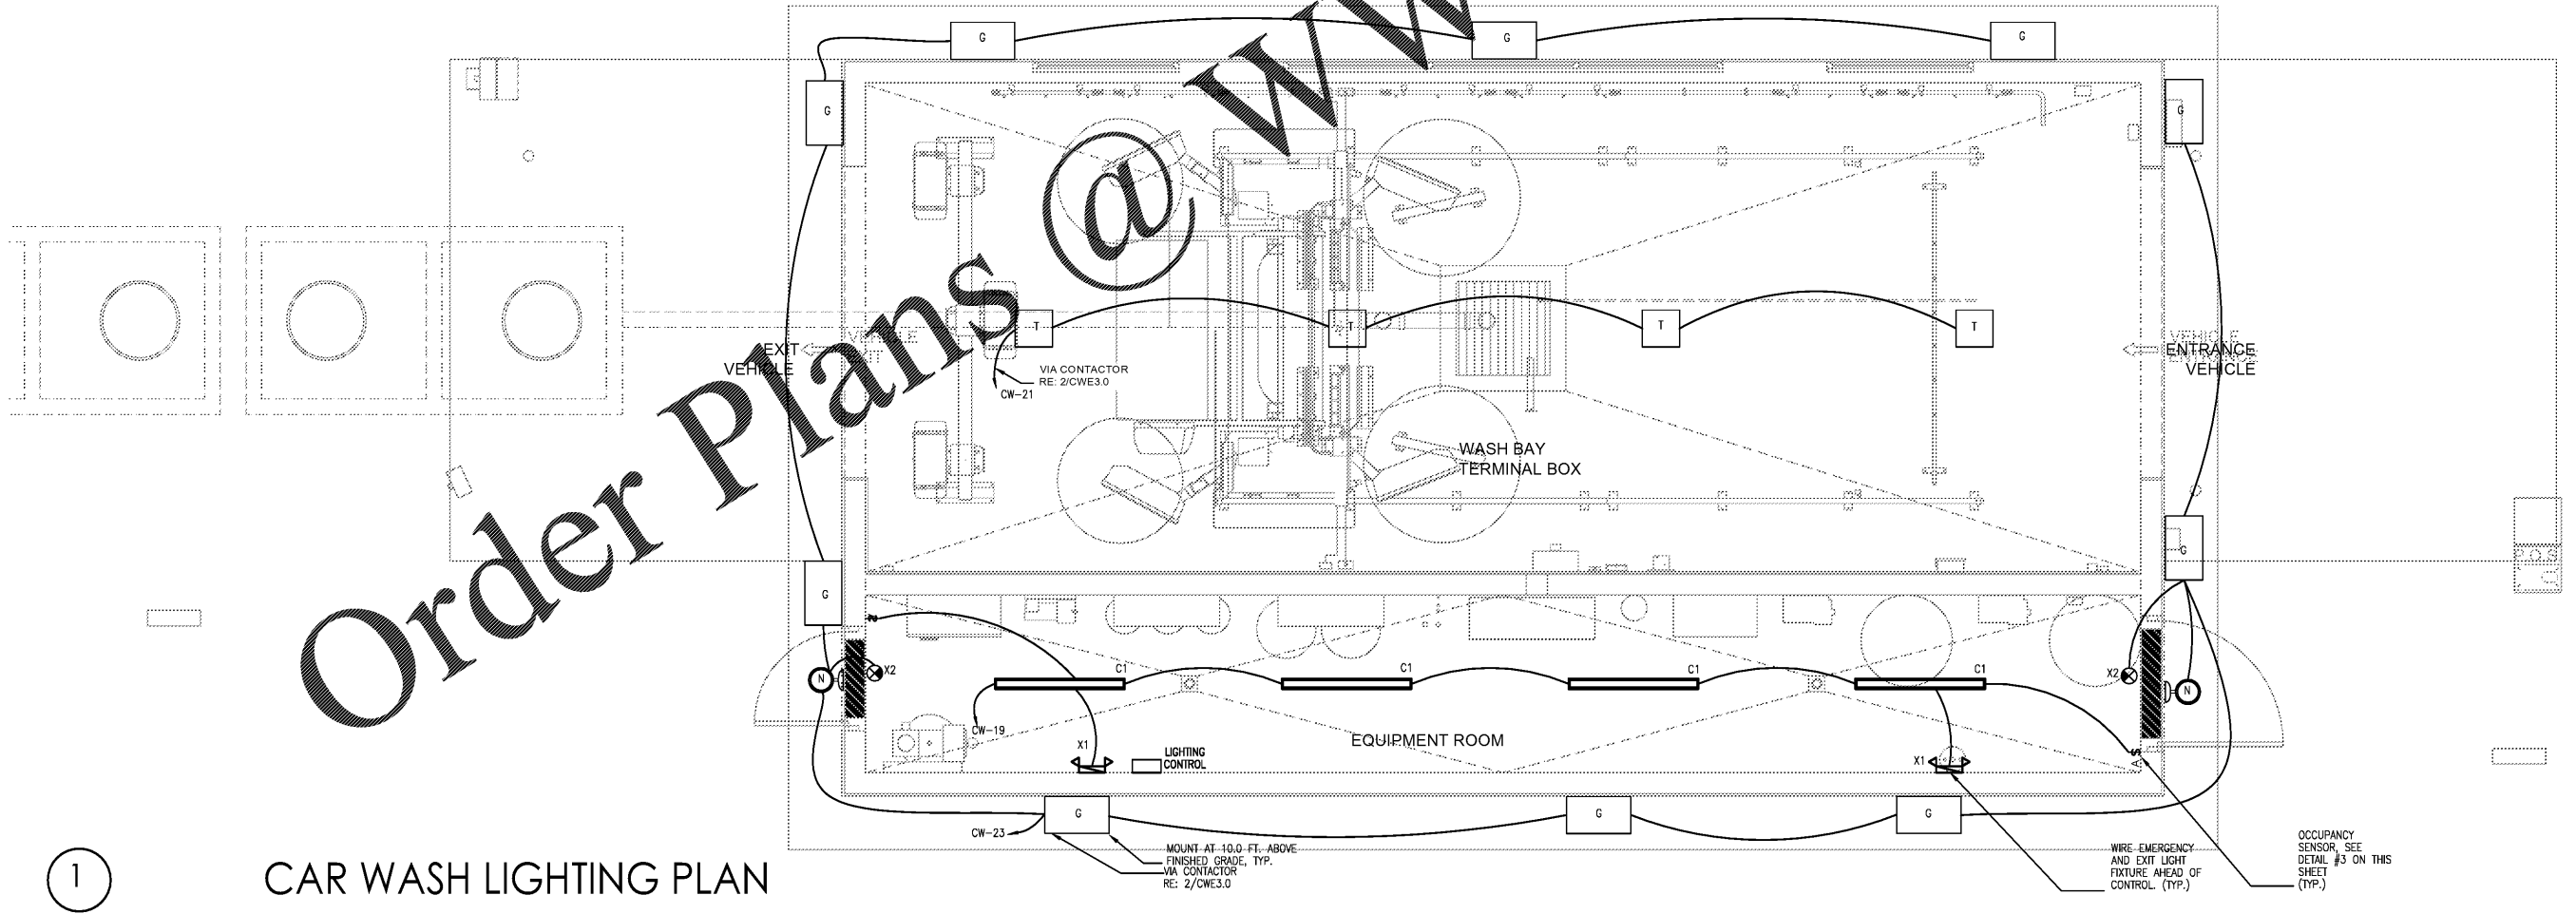 G
G
G
G
G
T
T
T
T
VEHICLE
EXIT
EXIT
VEHICLE
VIA CONTACTOR
RE: 2/CWE3.0
CW-21
VEHICLE
ENTRANCE
ENTRANCE
VEHICLE
WASH BAY
TERMINAL BOX
G
P.O.S
G
N
X2
C1
C1
C1
C1
X2
N
CW-19
EQUIPMENT ROOM
X1
LIGHTING
CONTROL
X1
S
A
G
G
G
CW-23
MOUNT AT 10.0 FT. ABOVE
FINISHED GRADE, TYP.
VIA CONTACTOR
RE: 2/CWE3.0
WIRE EMERGENCY
AND EXIT LIGHT
FIXTURE AHEAD OF
CONTROL. (TYP.)
OCCUPANCY
SENSOR, SEE
DETAIL #3 ON THIS
SHEET
(TYP.)
1
CAR WASH LIGHTING PLAN
Order Plans @